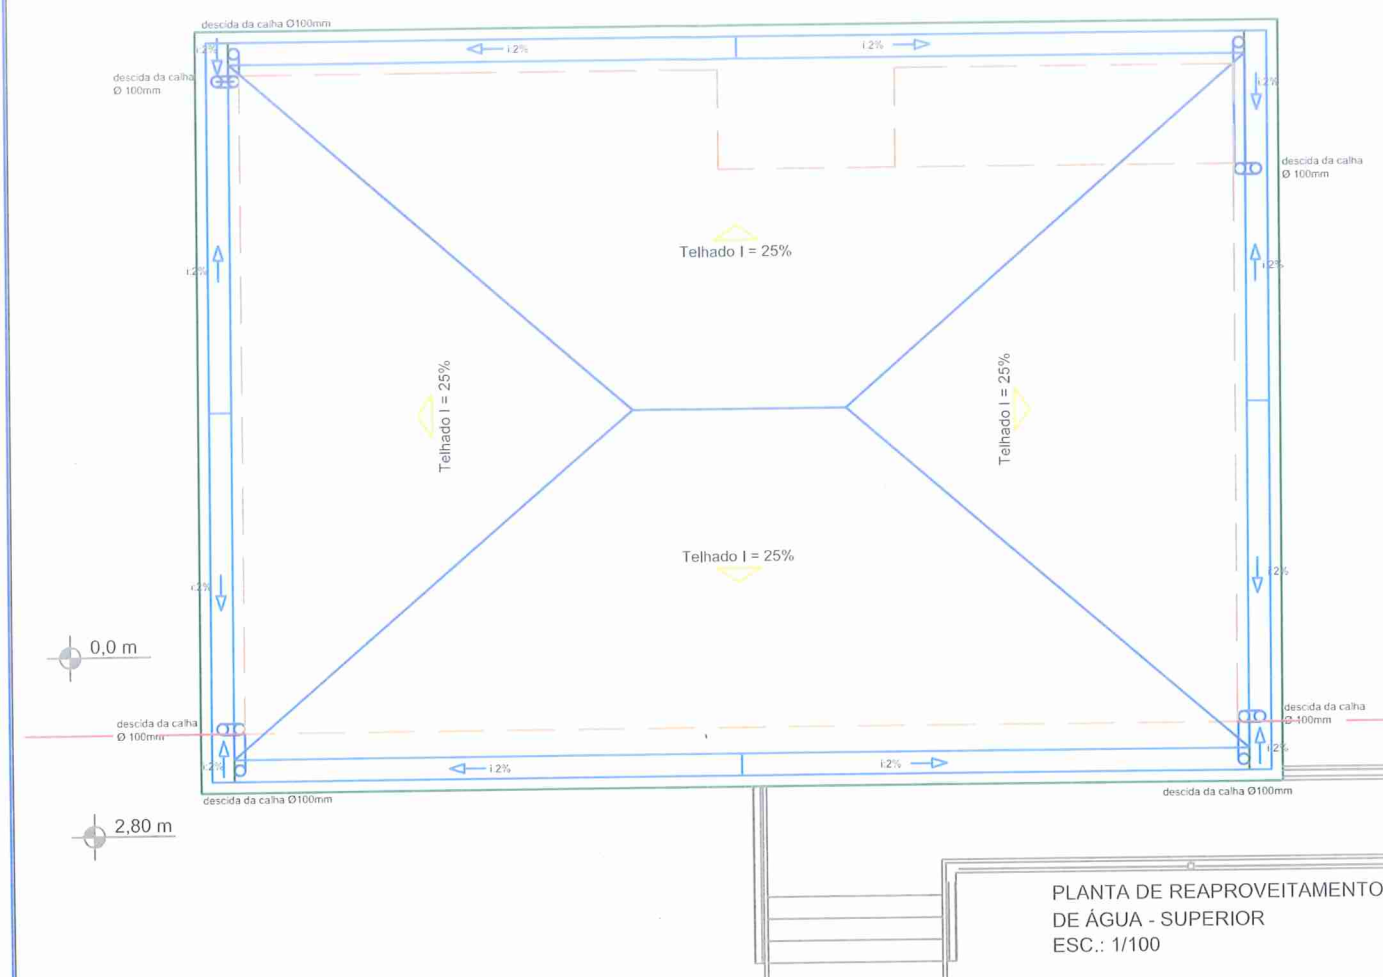 descida da calha Ø100mm
i:2%
i:2%
i:2%
descida da calha
Ø 100mm
i:2%
descida da calha
Ø 100mm
Telhado I = 25%
i:2%
i:2%
Telhado I = 25%
Telhado I = 25%
Telhado I = 25%
i:2%
i:2%
0,0 m
descida da calha
Ø 100mm
descida da calha
Ø 100mm
i:2%
i:2%
i:2%
i:2%
descida da calha Ø100mm
descida da calha Ø100mm
2,80 m
PLANTA DE REAPROVEITAMENTO
DE ÁGUA - SUPERIOR
ESC.: 1/100